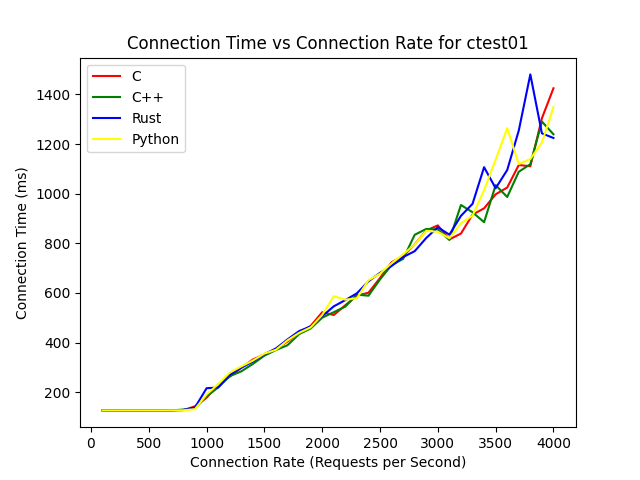 Connection Time vs Connection Rate for ctest01
C
C++
Rust
Python
1400
1200
1000
800
600
400
200
Connection Time (ms)
0 500 1000 1500 2000 2500 3000 3500 4000
Connection Rate (Requests per Second)